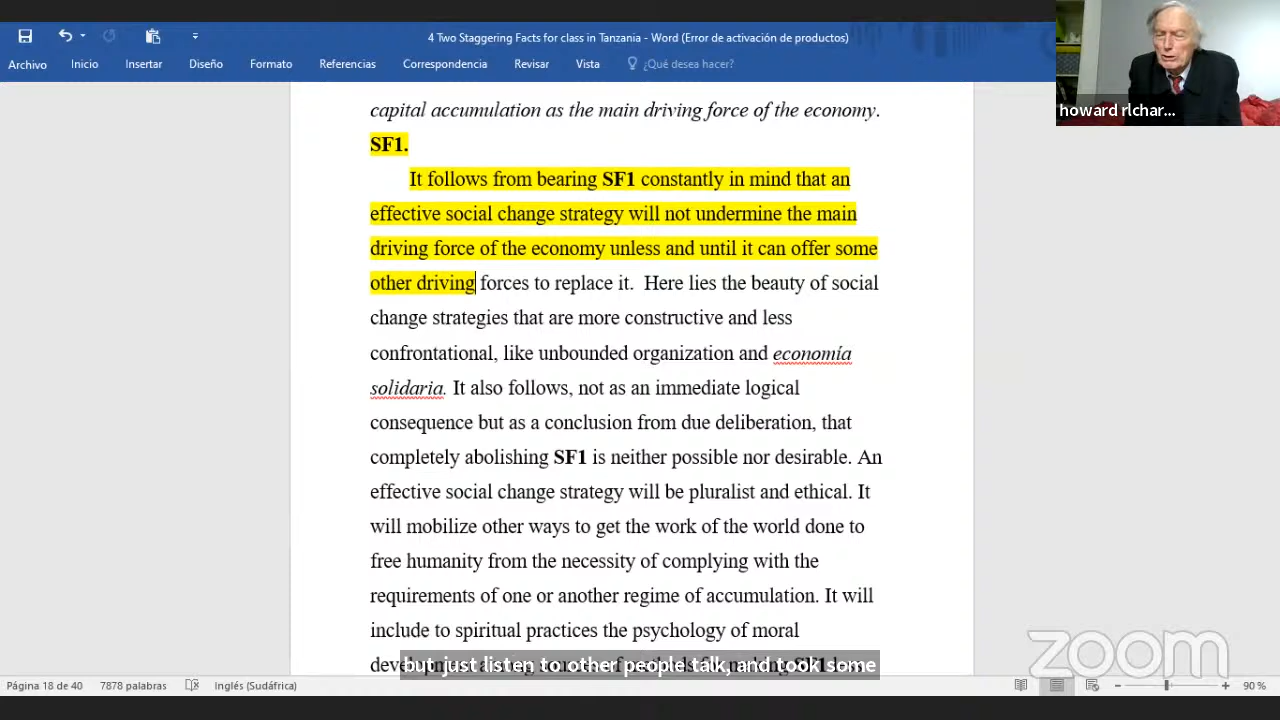 4 Two Staggering Facts for class in Tanzania - Word (Error de activación de productos)
Archivo Inicio Insertar Diseño Formato Referencias Correspondencia Revisar Vista ¿Qué desea hacer?
howard rlchar...
capital accumulation as the main driving force of the economy.
SF1.
It follows from bearing SF1 constantly in mind that an
effective social change strategy will not undermine the main
driving force of the economy unless and until it can offer some
other driving forces to replace it. Here lies the beauty of social
change strategies that are more constructive and less
confrontational, like unbounded organization and economía
solidaria. It also follows, not as an immediate logical
consequence but as a conclusion from due deliberation, that
completely abolishing SF1 is neither possible nor desirable. An
effective social change strategy will be pluralist and ethical. It
will mobilize other ways to get the work of the world done to
free humanity from the necessity of complying with the
requirements of one or another regime of accumulation. It will
include to spiritual practices the psychology of moral
but just listen to other people talk, and took some
zoom
Página 18 de 40 7878 palabras Inglés (Sudáfrica) 90 %